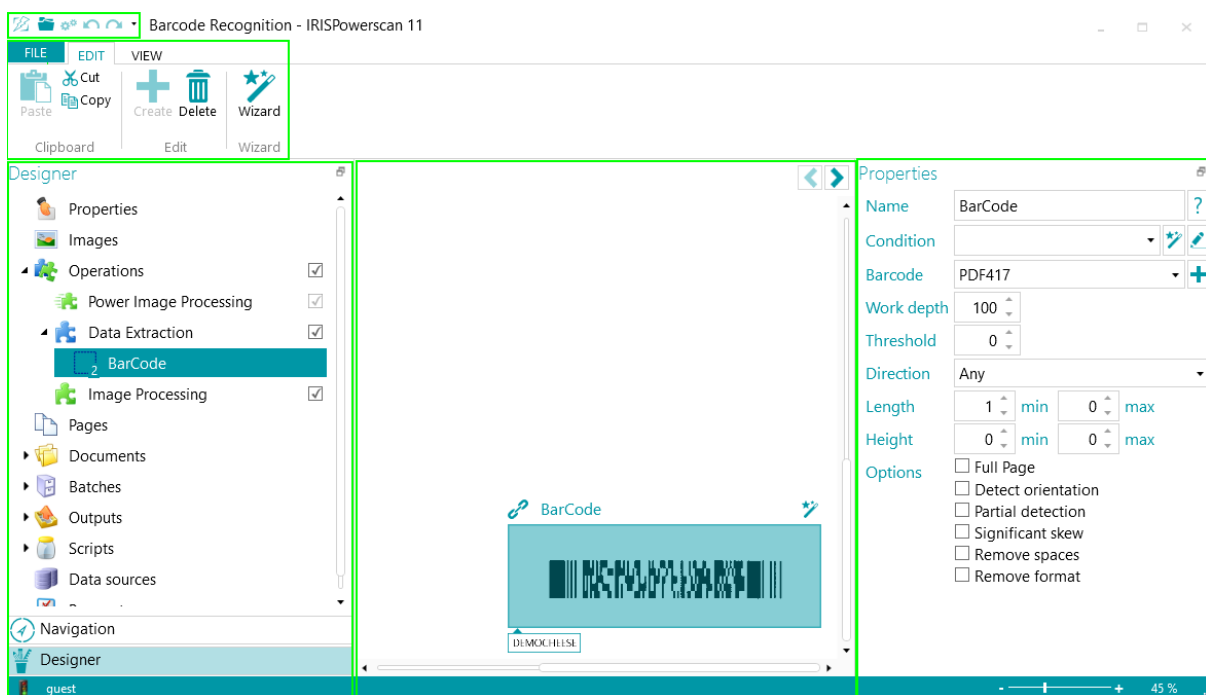 Barcode Recognition - IRISPowerscan 11
FILE EDIT VIEW
Paste
Cut
Copy
Create Delete
Wizard
Clipboard Edit Wizard
Designer
Properties
Images
Operations
Power Image Processing
Data Extraction
2 BarCode
Image Processing
Pages
Documents
Batches
Outputs
Scripts
Data sources
Navigation
Designer
guest
BarCode
DEMOCHEESE
Properties
Name BarCode ?
Condition
Barcode PDF417
Work depth 100
Threshold 0
Direction Any
Length 1 min 0 max
Height 0 min 0 max
Options Full Page
Detect orientation
Partial detection
Significant skew
Remove spaces
Remove format
- + 45 %